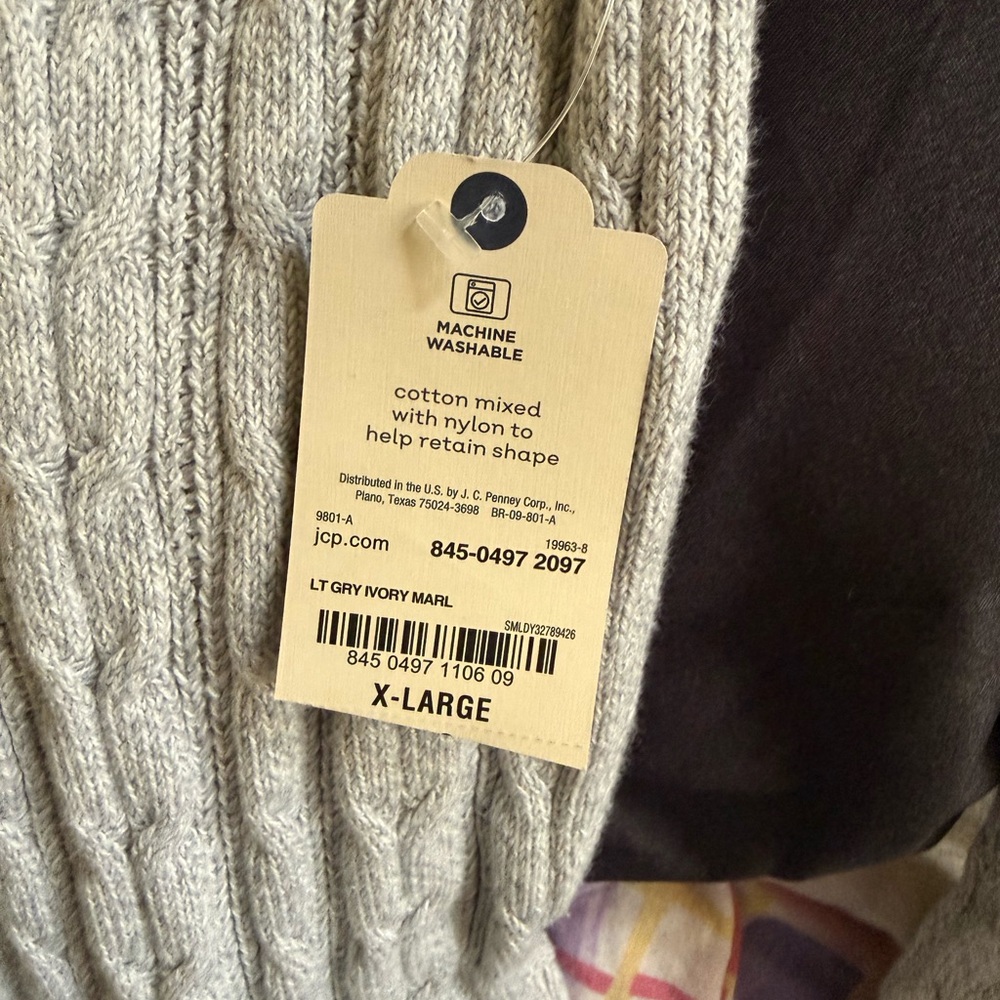 MACHINE
WASHABLE
cotton mixed
with nylon to
help retain shape
Distributed in the U.S. by J. C. Penney Corp., Inc.,
Plano, Texas 75024-3698 BR-09-801-A
9801-A
19963-8
jcp.com 845-0497 2097
LT GRY IVORY MARL
SMLDY32789426
845 0497 1106 09
X-LARGE